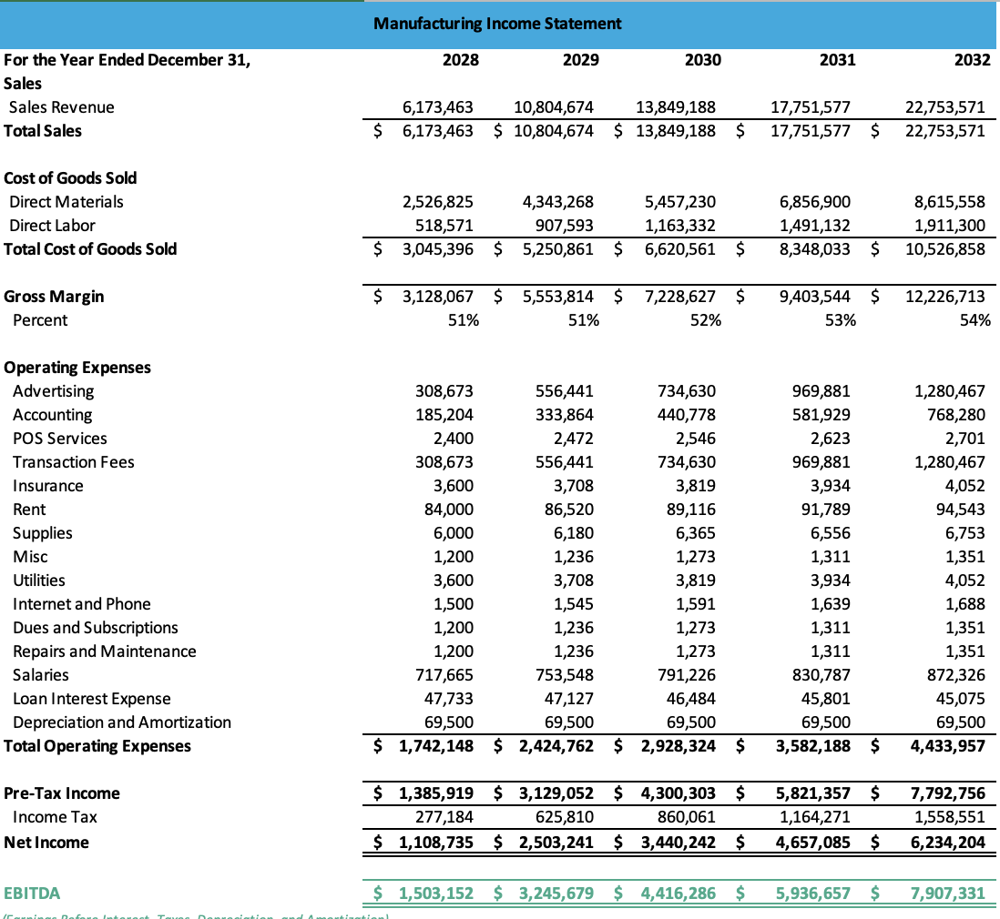 Manufacturing Income Statement
For the Year Ended December 31, 2028 2029 2030 2031 2032
Sales
Sales Revenue 6,173,463 10,804,674 13,849,188 17,751,577 22,753,571
Total Sales $ 6,173,463 $ 10,804,674 $ 13,849,188 $ 17,751,577 $ 22,753,571
Cost of Goods Sold
Direct Materials 2,526,825 4,343,268 5,457,230 6,856,900 8,615,558
Direct Labor 518,571 907,593 1,163,332 1,491,132 1,911,300
Total Cost of Goods Sold $ 3,045,396 $ 5,250,861 $ 6,620,561 $ 8,348,033 $ 10,526,858
Gross Margin $ 3,128,067 $ 5,553,814 $ 7,228,627 $ 9,403,544 $ 12,226,713
Percent 51% 51% 52% 53% 54%
Operating Expenses
Advertising 308,673 556,441 734,630 969,881 1,280,467
Accounting 185,204 333,864 440,778 581,929 768,280
POS Services 2,400 2,472 2,546 2,623 2,701
Transaction Fees 308,673 556,441 734,630 969,881 1,280,467
Insurance 3,600 3,708 3,819 3,934 4,052
Rent 84,000 86,520 89,116 91,789 94,543
Supplies 6,000 6,180 6,365 6,556 6,753
Misc 1,200 1,236 1,273 1,311 1,351
Utilities 3,600 3,708 3,819 3,934 4,052
Internet and Phone 1,500 1,545 1,591 1,639 1,688
Dues and Subscriptions 1,200 1,236 1,273 1,311 1,351
Repairs and Maintenance 1,200 1,236 1,273 1,311 1,351
Salaries 717,665 753,548 791,226 830,787 872,326
Loan Interest Expense 47,733 47,127 46,484 45,801 45,075
Depreciation and Amortization 69,500 69,500 69,500 69,500 69,500
Total Operating Expenses $ 1,742,148 $ 2,424,762 $ 2,928,324 $ 3,582,188 $ 4,433,957
Pre-Tax Income $ 1,385,919 $ 3,129,052 $ 4,300,303 $ 5,821,357 $ 7,792,756
Income Tax 277,184 625,810 860,061 1,164,271 1,558,551
Net Income $ 1,108,735 $ 2,503,241 $ 3,440,242 $ 4,657,085 $ 6,234,204
EBITDA $ 1,503,152 $ 3,245,679 $ 4,416,286 $ 5,936,657 $ 7,907,331
(Earnings Before Interest, Taxes, Depreciation, and Amortization)